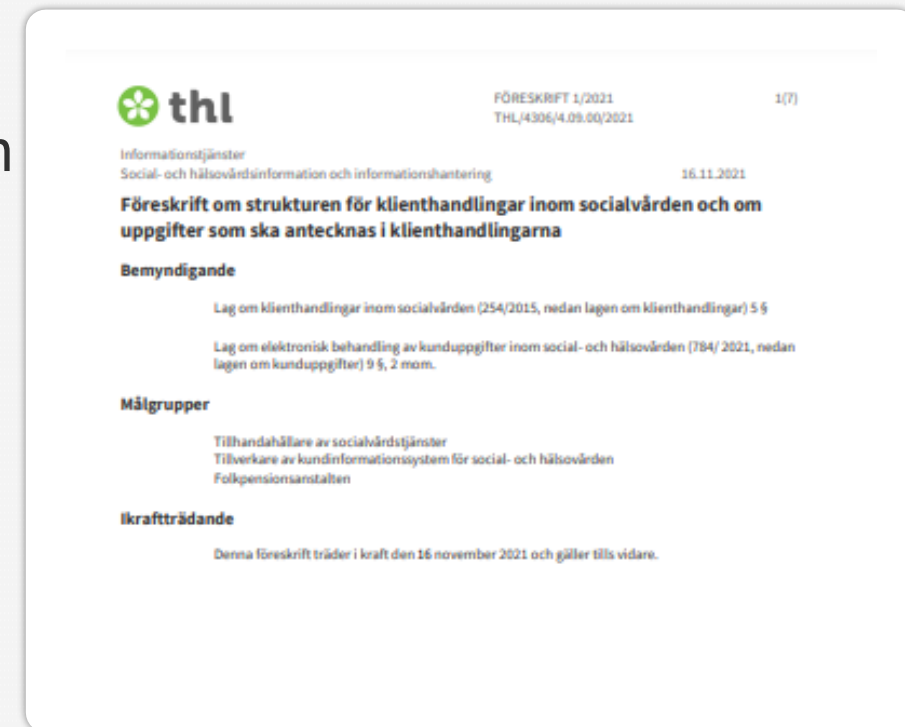 n
thl
FÖRESKRIFT 1/2021
1(7)
THL/4306/4.09.00/2021
Informationstjänster
Social- och hälsovårdsinformation och informationshantering
16.11.2021
Föreskrift om strukturen för klienthandlingar inom socialvården och om
uppgifter som ska antecknas i klienthandlingarna
Bemyndigande
Lag om klienthandlingar inom socialvården (254/2015, nedan lagen om klienthandlingar) 5 §
Lag om elektronisk behandling av kunduppgifter inom social- och hälsovården (784/ 2021, nedan
lagen om kunduppgifter) 9 §, 2 mom.
Målgrupper
Tillhandahållare av socialvårdstjänster
Tillverkare av kundinformationssystem för social- och hälsovården
Folkpensionsanstalten
Ikraftträdande
Denna föreskrift träder i kraft den 16 november 2021 och gäller tills vidare.